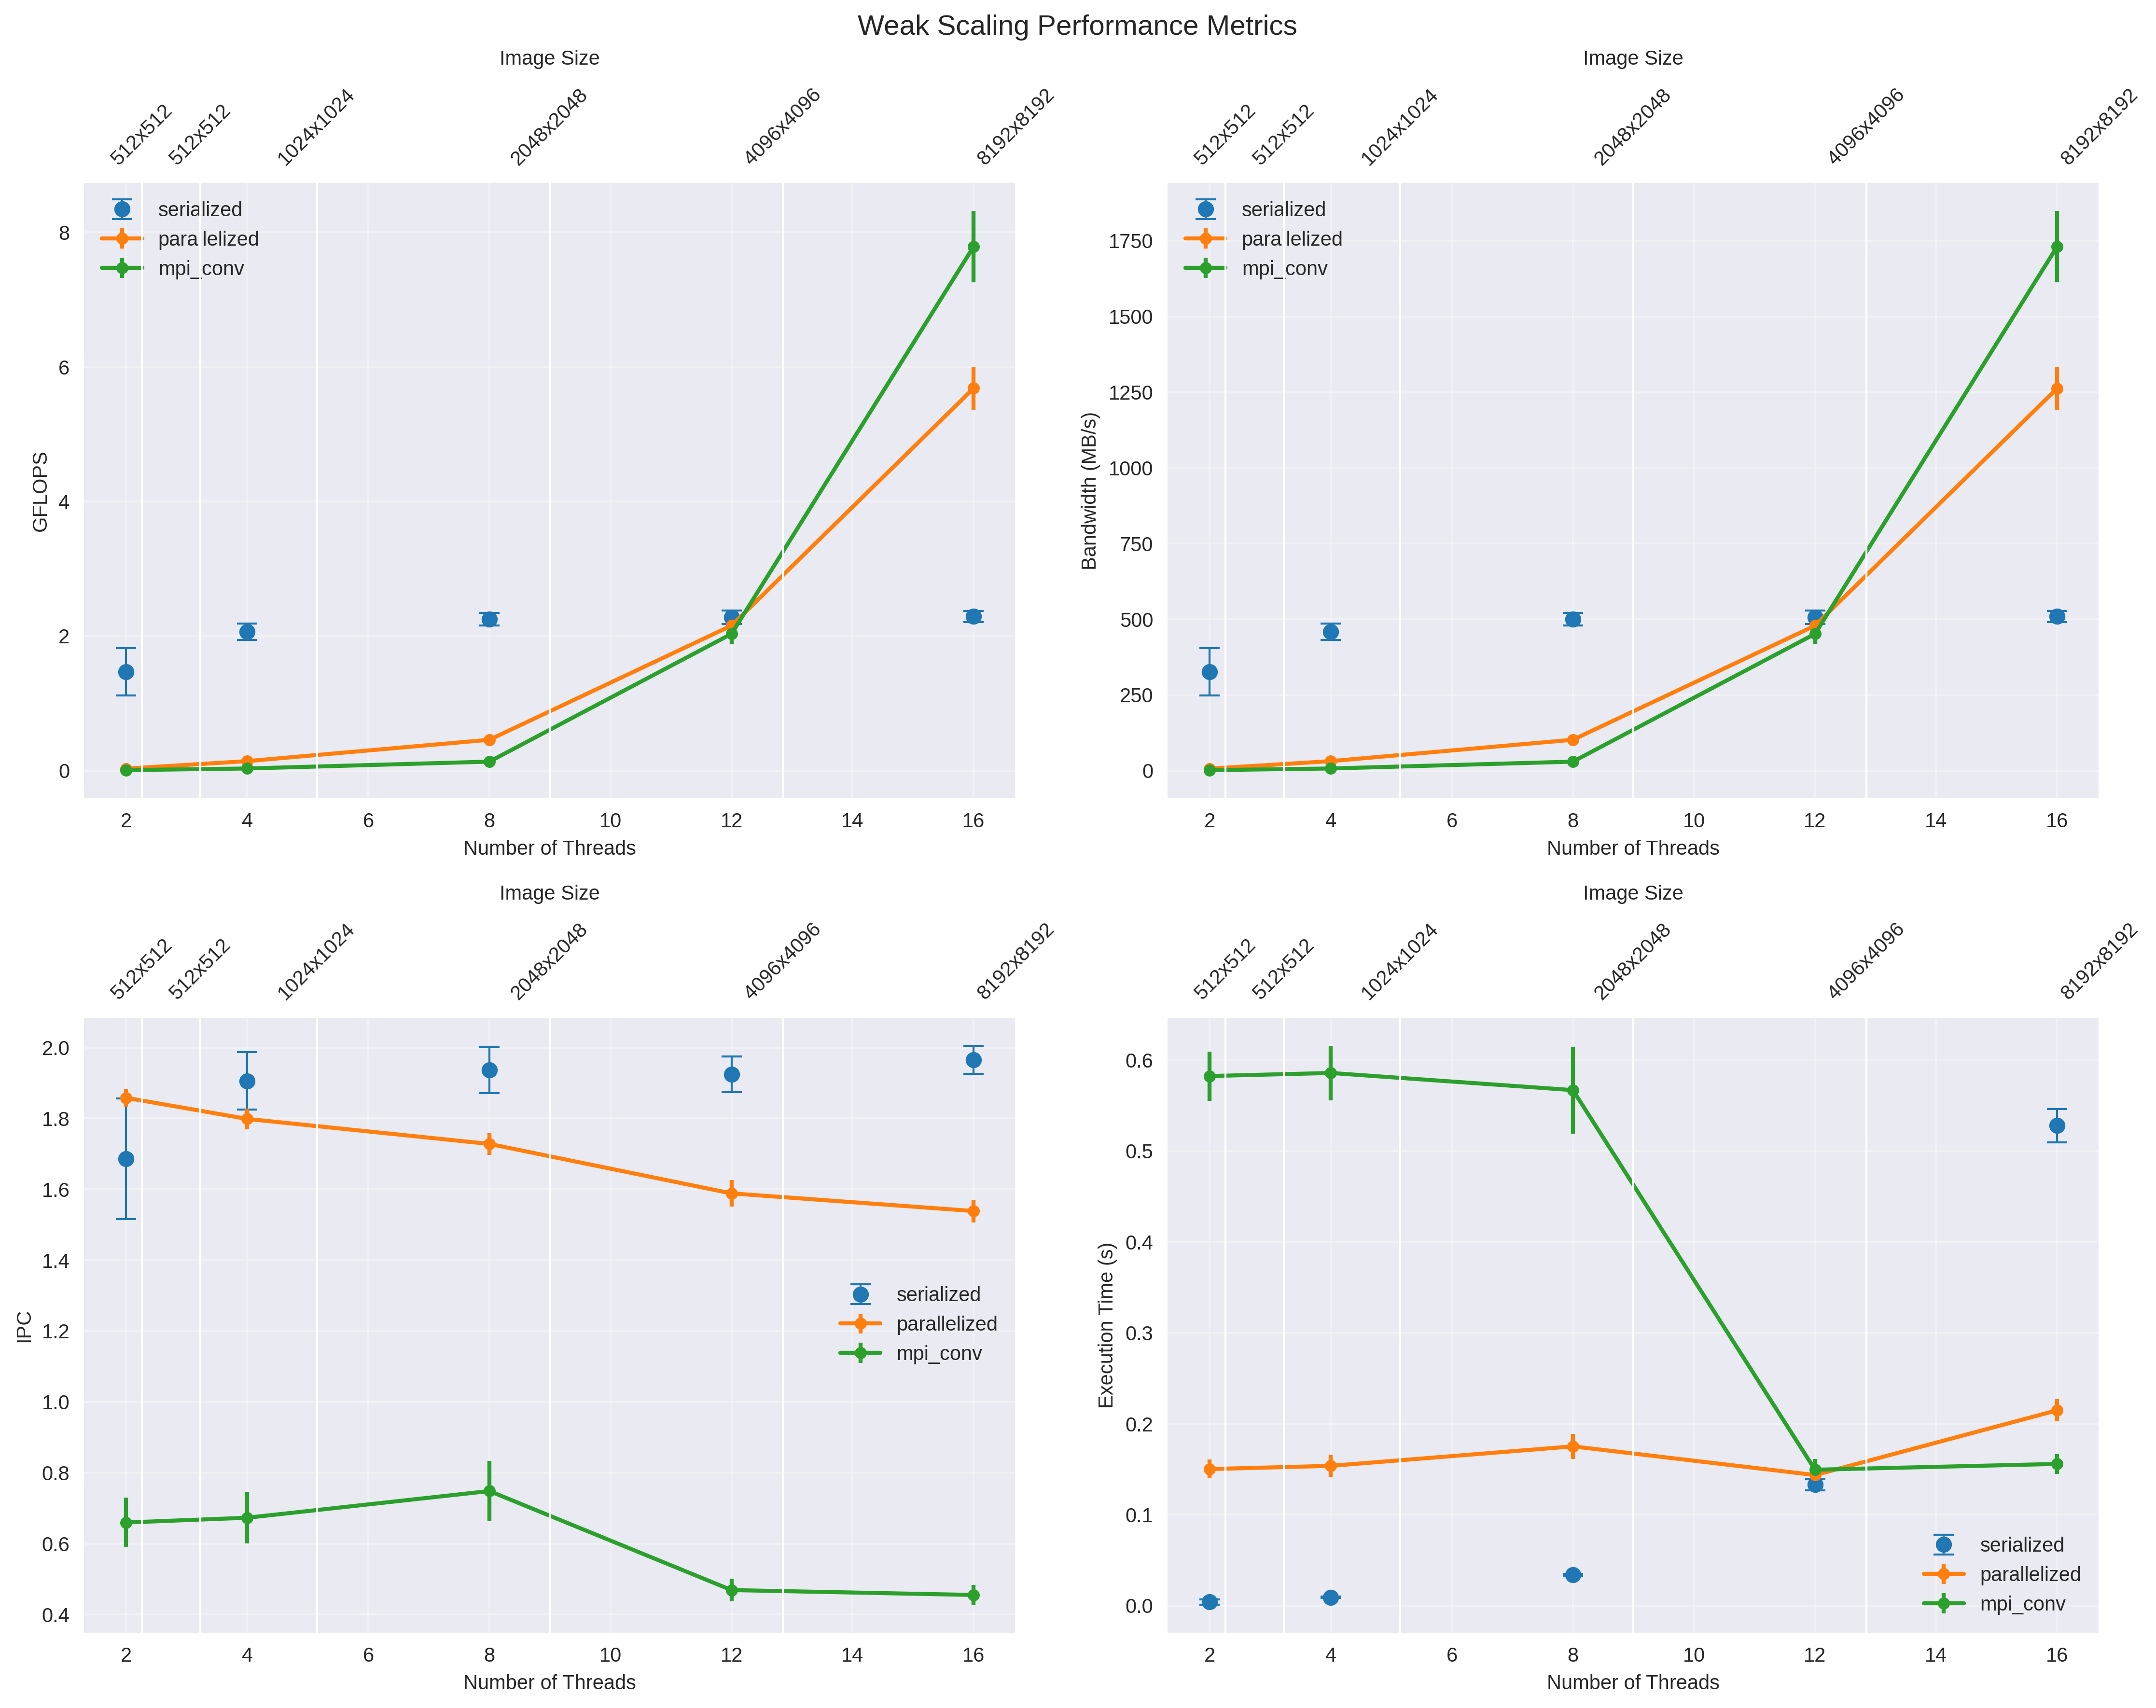 Weak Scaling Performance Metrics
Image Size
512x512 512x512 1024x1024 2048x2048 4096x4096 8192x8192
serialized
para lelized
mpi_conv
8
6
4
2
0
GFLOPS
2 4 6 8 10 12 14 16
Number of Threads
Image Size
512x512 512x512 1024x1024 2048x2048 4096x4096 8192x8192
serialized
para lelized
mpi_conv
1750
1500
1250
1000
750
500
250
0
Bandwidth (MB/s)
2 4 6 8 10 12 14 16
Number of Threads
Image Size
512x512 512x512 1024x1024 2048x2048 4096x4096 8192x8192
2.0
1.8
1.6
1.4
1.2
1.0
0.8
0.6
0.4
IPC
serialized
parallelized
mpi_conv
2 4 6 8 10 12 14 16
Number of Threads
Image Size
512x512 512x512 1024x1024 2048x2048 4096x4096 8192x8192
0.6
0.5
0.4
0.3
0.2
0.1
0.0
Execution Time (s)
serialized
parallelized
mpi_conv
2 4 6 8 10 12 14 16
Number of Threads